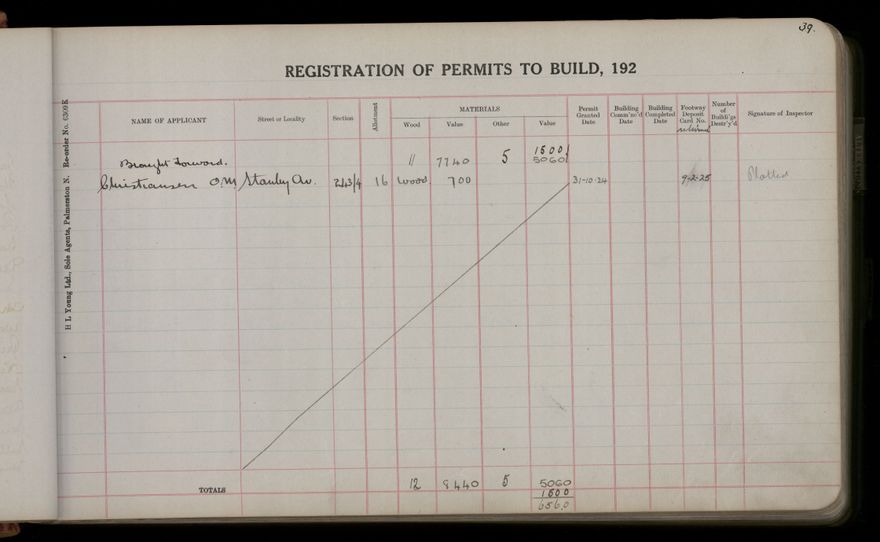 39.
REGISTRATION OF PERMITS TO BUILD, 192
NAME OF APPLICANT Street or Locality Section Allotment MATERIALS Wood Value Other Value Permit Granted Date Building Comm'nc'd Date Building Completed Date Footway Deposit Card No. refund Number of Build'gs Destr'y'd Signature of Inspector
1500
Brought Forward. 11 7740 5 5060
Christiansen O.M Stanley Av. 16 Wood 700 31-10-24 9-2-25 Plotted
TOTALS 12 8440 5 5060
1500
6560
H L Young Ltd., Sole Agents, Palmerston N. Re-order No. 6309K